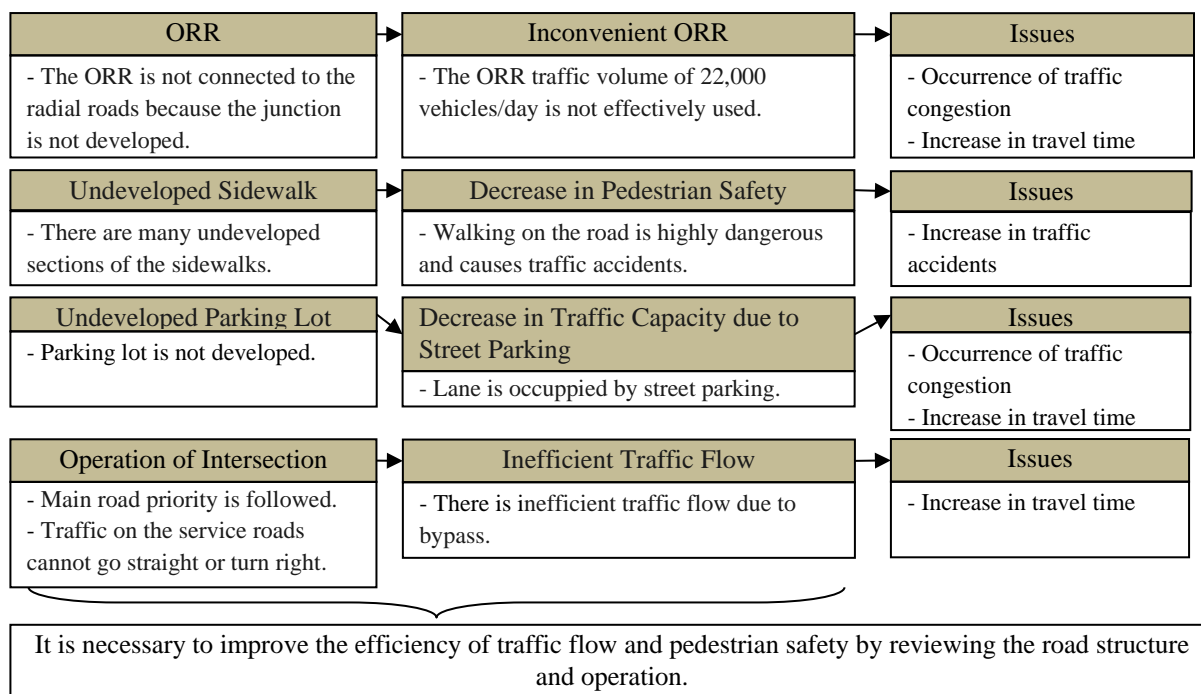 ORR
- The ORR is not connected to the
radial roads because the junction
is not developed.
Inconvenient ORR
- The ORR traffic volume of 22,000
vehicles/day is not effectively used.
Issues
- Occurrence of traffic
congestion
- Increase in travel time
Undeveloped Sidewalk
- There are many undeveloped
sections of the sidewalks.
Decrease in Pedestrian Safety
- Walking on the road is highly dangerous
and causes traffic accidents.
Issues
- Increase in traffic
accidents
Undeveloped Parking Lot
- Parking lot is not developed.
Decrease in Traffic Capacity due to
Street Parking
- Lane is occuppied by street parking.
Issues
- Occurrence of traffic
congestion
- Increase in travel time
Operation of Intersection
- Main road priority is followed.
- Traffic on the service roads
cannot go straight or turn right.
Inefficient Traffic Flow
- There is inefficient traffic flow due to
bypass.
Issues
- Increase in travel time
It is necessary to improve the efficiency of traffic flow and pedestrian safety by reviewing the road structure
and operation.